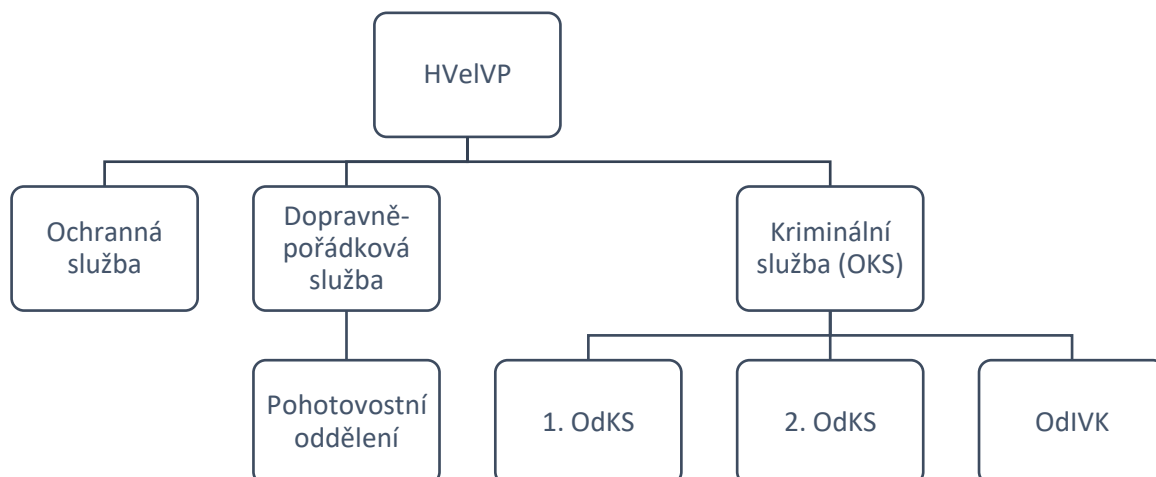 HVelVP
Ochranná
služba
Dopravně-
pořádková
služba
Kriminální
služba (OKS)
Pohotovostní
oddělení
1. OdKS
2. OdKS
OdIVK